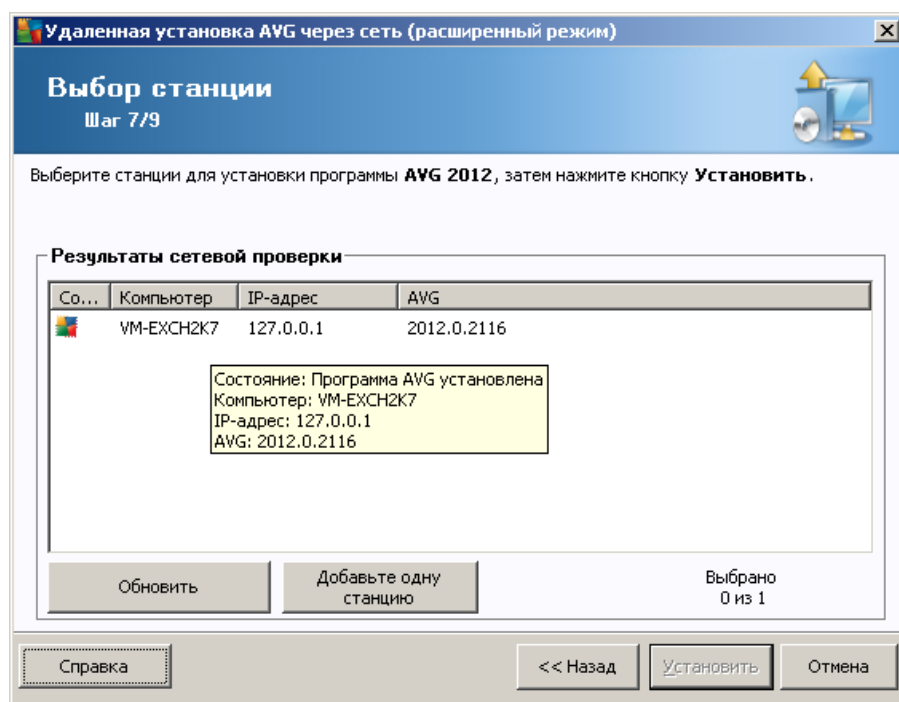 Удаленная установка AVG через сеть (расширенный режим)
Выбор станции
Шаг 7/9
Выберите станции для установки программы AVG 2012, затем нажмите кнопку Установить.
Результаты сетевой проверки
Со... Компьютер IP-адрес AVG
VM-EXCH2K7 127.0.0.1 2012.0.2116
Состояние: Программа AVG установлена
Компьютер: VM-EXCH2K7
IP-адрес: 127.0.0.1
AVG: 2012.0.2116
Обновить
Добавьте одну
станцию
Выбрано
0 из 1
Справка
<< Назад
Установить
Отмена